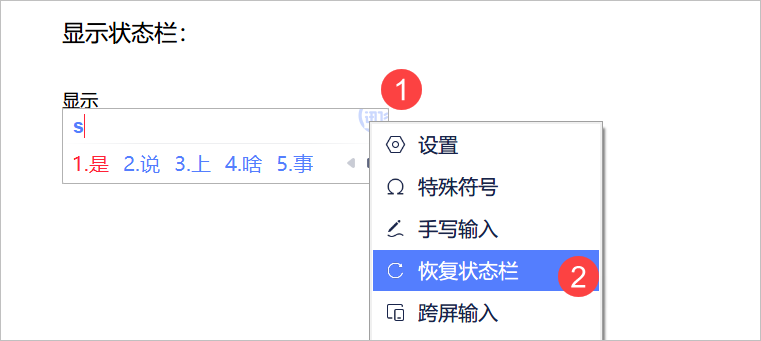 显示状态栏：
1
显示
s
1.是 2.说 3.上 4.啥 5.事
设置
特殊符号
手写输入
恢复状态栏
2
跨屏输入